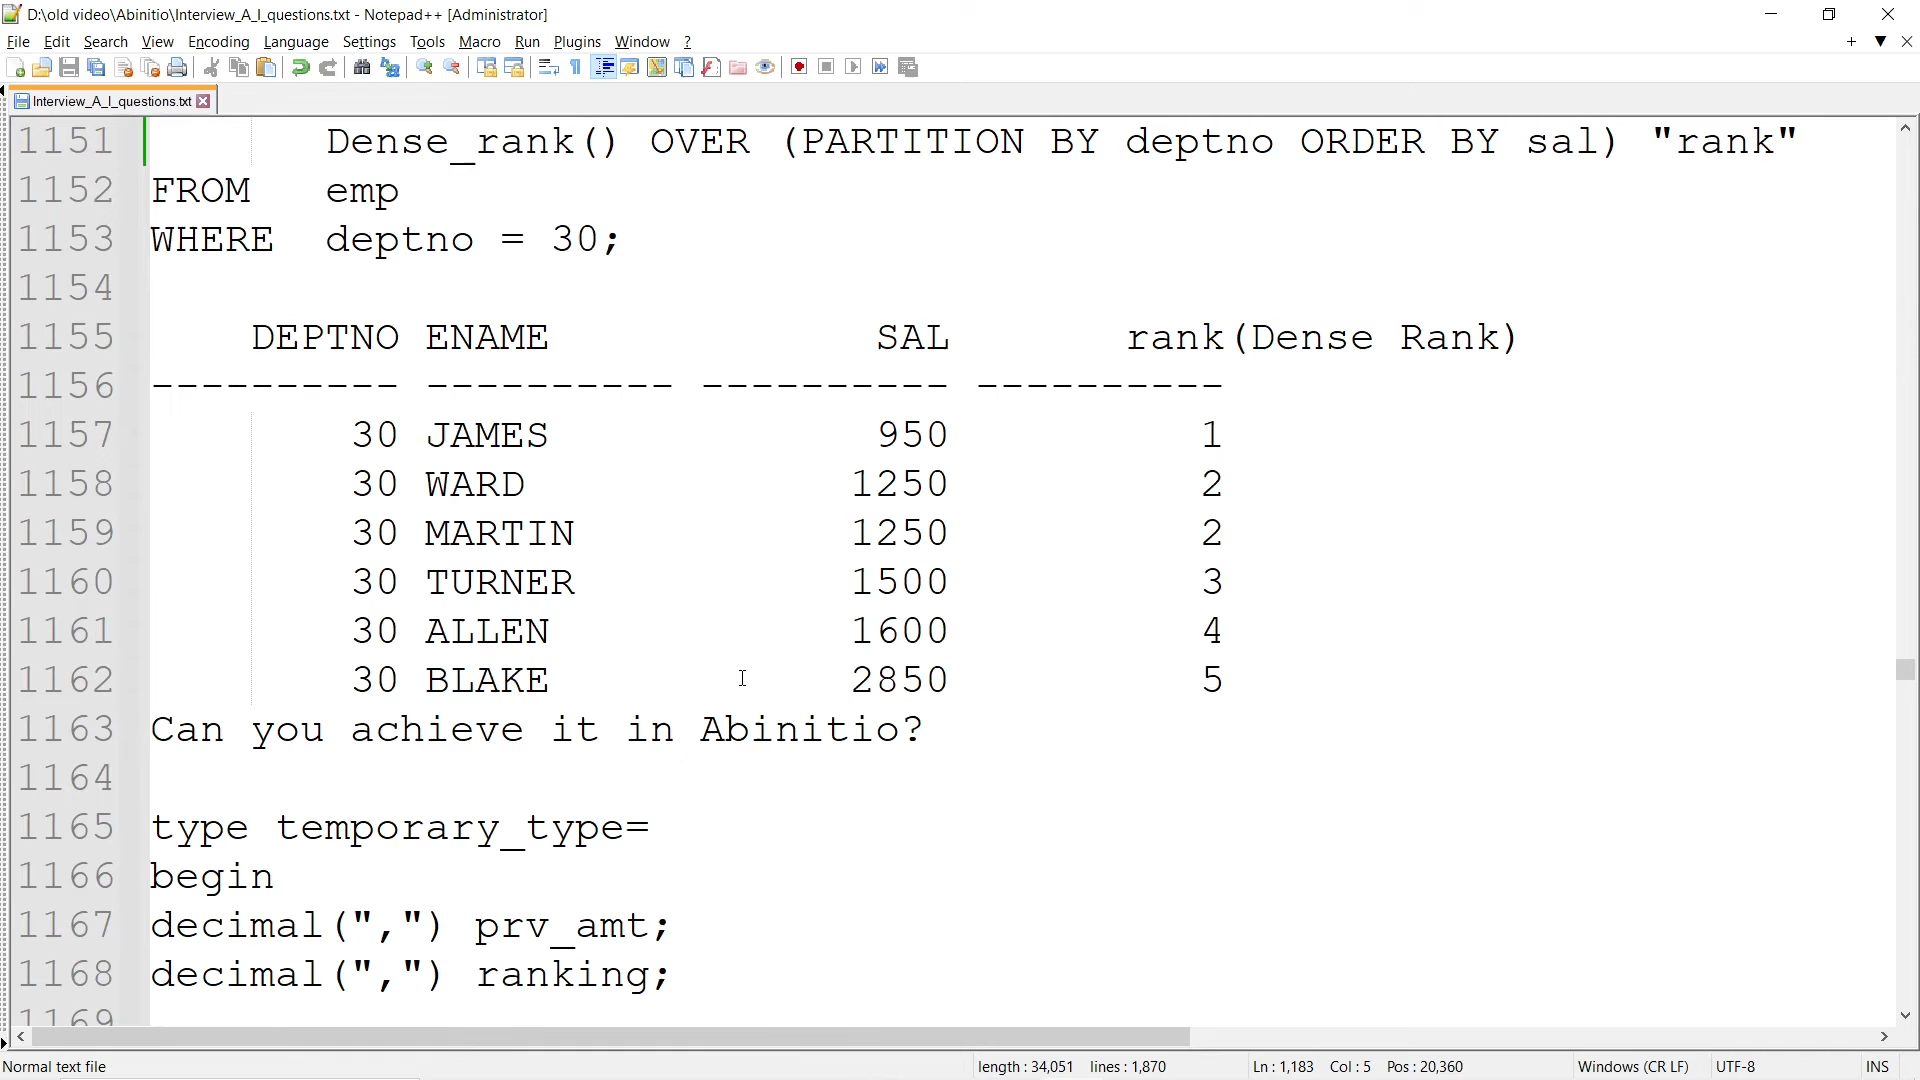 D:\old video\Abinitio\Interview_A_I_questions.txt - Notepad++ [Administrator]
File Edit Search View Encoding Language Settings Tools Macro Run Plugins Window ?
Interview_A_I_questions.txt
1151 Dense_rank() OVER (PARTITION BY deptno ORDER BY sal) "rank"
1152 FROM emp
1153 WHERE deptno = 30;
1154
1155 DEPTNO ENAME SAL rank(Dense Rank)
1156 ---------- ---------- ---------- ----------
1157 30 JAMES 950 1
1158 30 WARD 1250 2
1159 30 MARTIN 1250 2
1160 30 TURNER 1500 3
1161 30 ALLEN 1600 4
1162 30 BLAKE 2850 5
1163 Can you achieve it in Abinitio?
1164
1165 type temporary_type=
1166 begin
1167 decimal(",") prv_amt;
1168 decimal(",") ranking;
1169
Normal text file length : 34,051 lines : 1,870 Ln : 1,183 Col : 5 Pos : 20,360 Windows (CR LF) UTF-8 INS